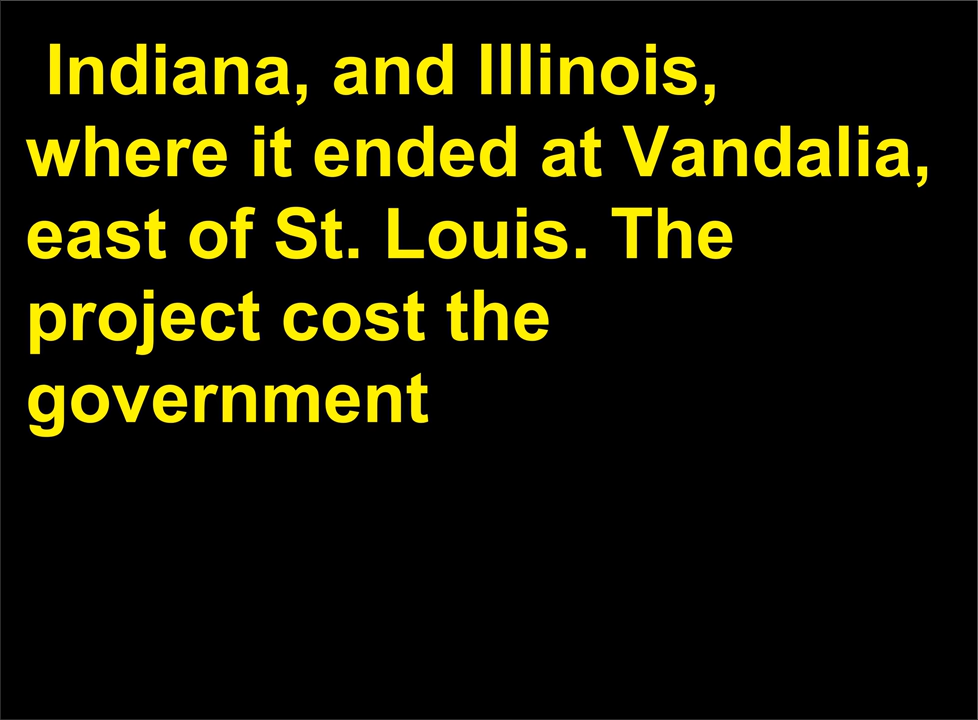 Indiana, and Illinois,
where it ended at Vandalia,
east of St. Louis. The
project cost the
government